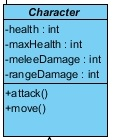 Character
-health : int
-maxHealth : int
-meleeDamage : int
-rangeDamage : int
+attack()
+move()